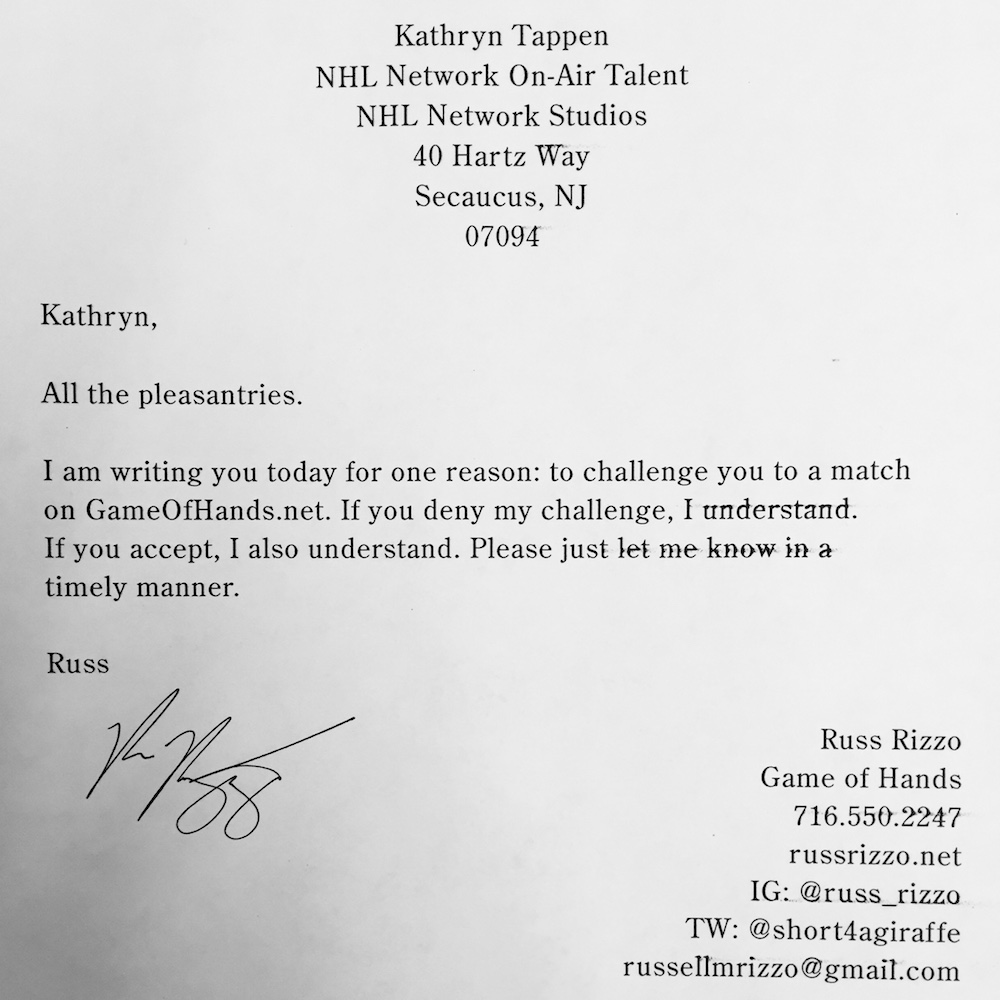 Kathryn Tappen
NHL Network On-Air Talent
NHL Network Studios
40 Hartz Way
Secaucus, NJ
07094
Kathryn,
All the pleasantries.
I am writing you today for one reason: to challenge you to a match
on GameOfHands.net. If you deny my challenge, I understand.
If you accept, I also understand. Please just let me know in a
timely manner.
Russ
Russ Rizzo
Game of Hands
716.550.2247
russrizzo.net
IG: @russ_rizzo
TW: @short4agiraffe
russellmrizzo@gmail.com